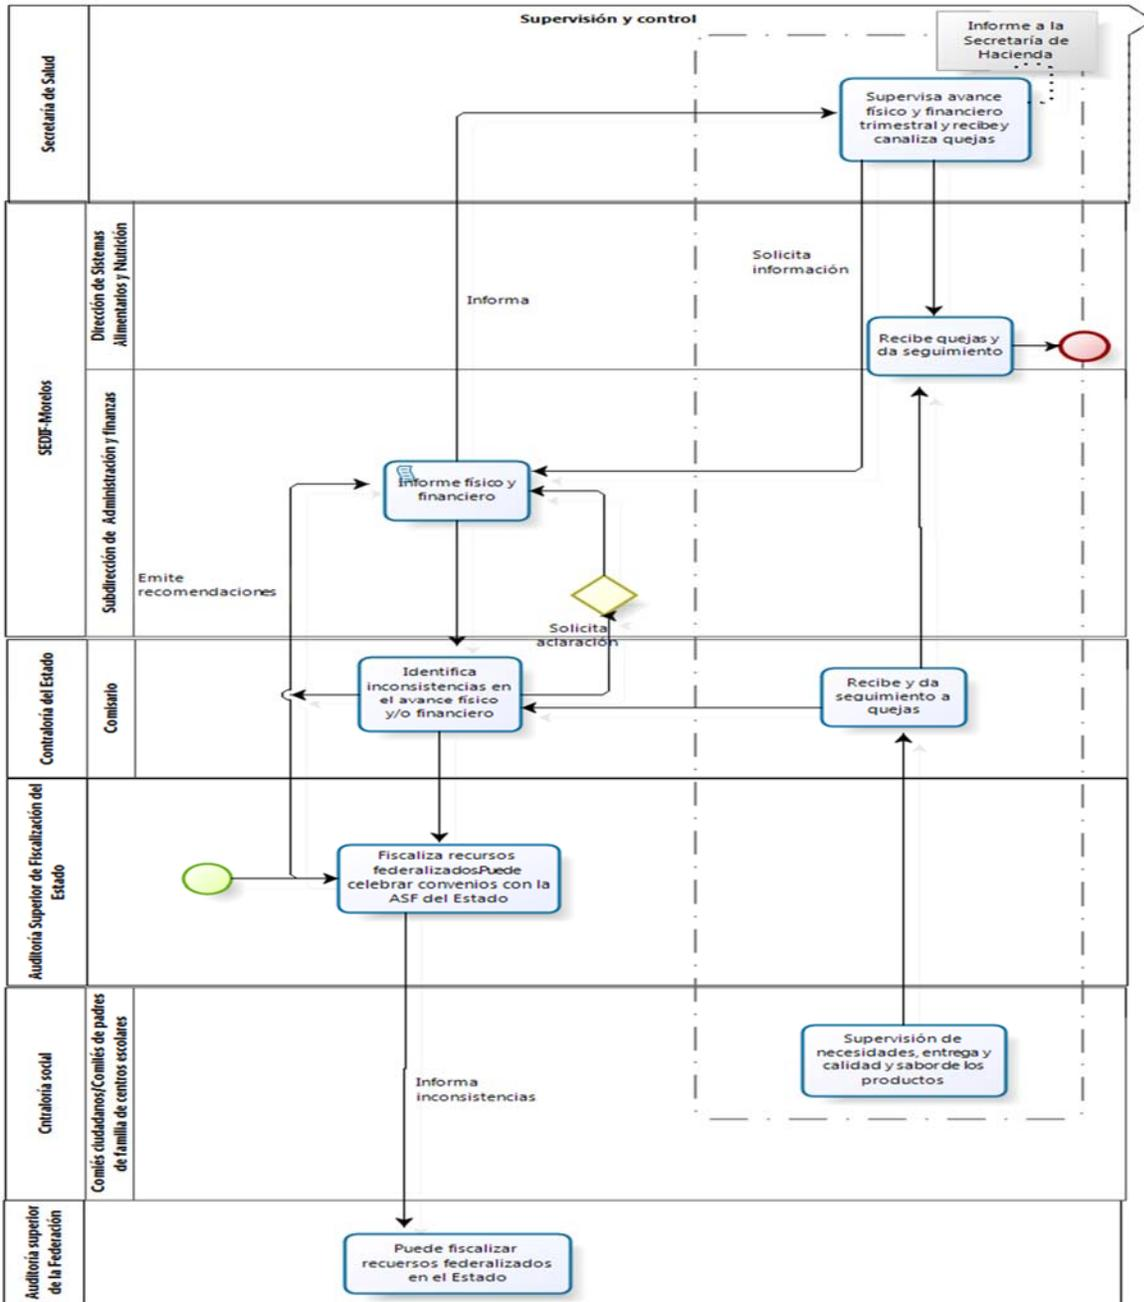 Supervisión y control
Informe a la
Secretaría de
Hacienda
Secretaría de Salud
Supervisa avance
físico y financiero
trimestral y recibe y
canaliza quejas
SEDIF-Morelos
Dirección de Sistemas
Alimentarios y Nutrición
Solicita
información
Informa
Recibe quejas y
da seguimiento
Subdirección de Administración y finanzas
Informe físico y
financiero
Emite
recomendaciones
Solicita
aclaración
Contraloría del Estado
Comisario
Identifica
inconsistencias en
el avance físico
y/o financiero
Recibe y da
seguimiento a
quejas
Auditoría Superior de Fiscalización del
Estado
Fiscaliza recursos
federalizados.Puede
celebrar convenios con la
ASF del Estado
Cntraloría social
Comiés ciudadanos/Comilés de padres
de familia de centros escolares
Supervisión de
necesidades, entrega y
calidad y sabor de los
productos
Informa
inconsistencias
Auditoría superior
de la Federación
Puede fiscalizar
recuersos federalizados
en el Estado